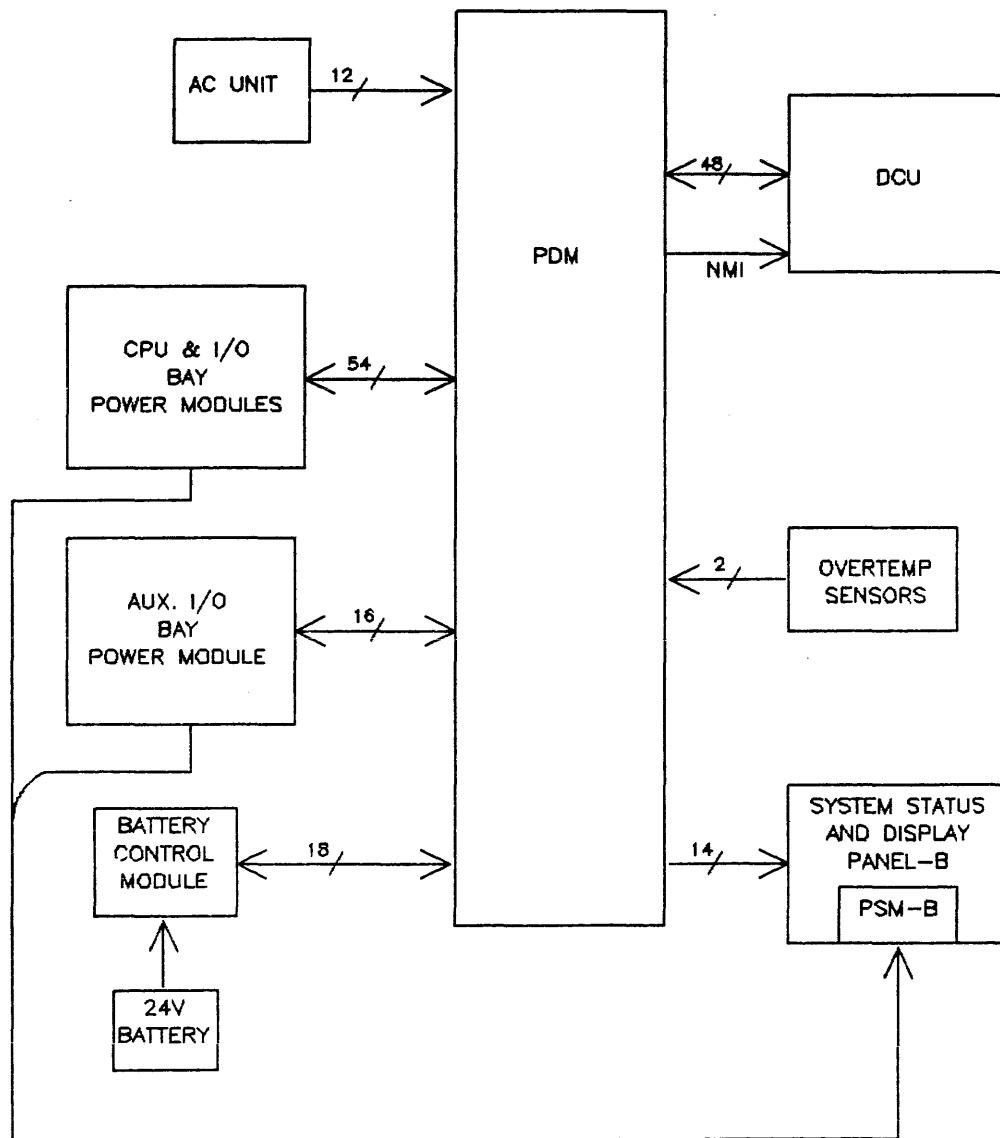 AC UNIT
12
PDM
48
NMI
DCU
CPU & I/O
BAY
POWER MODULES
54
AUX. I/O
BAY
POWER MODULE
16
2
OVERTEMP
SENSORS
BATTERY
CONTROL
MODULE
18
14
SYSTEM STATUS
AND DISPLAY
PANEL-B
PSM-B
24V
BATTERY